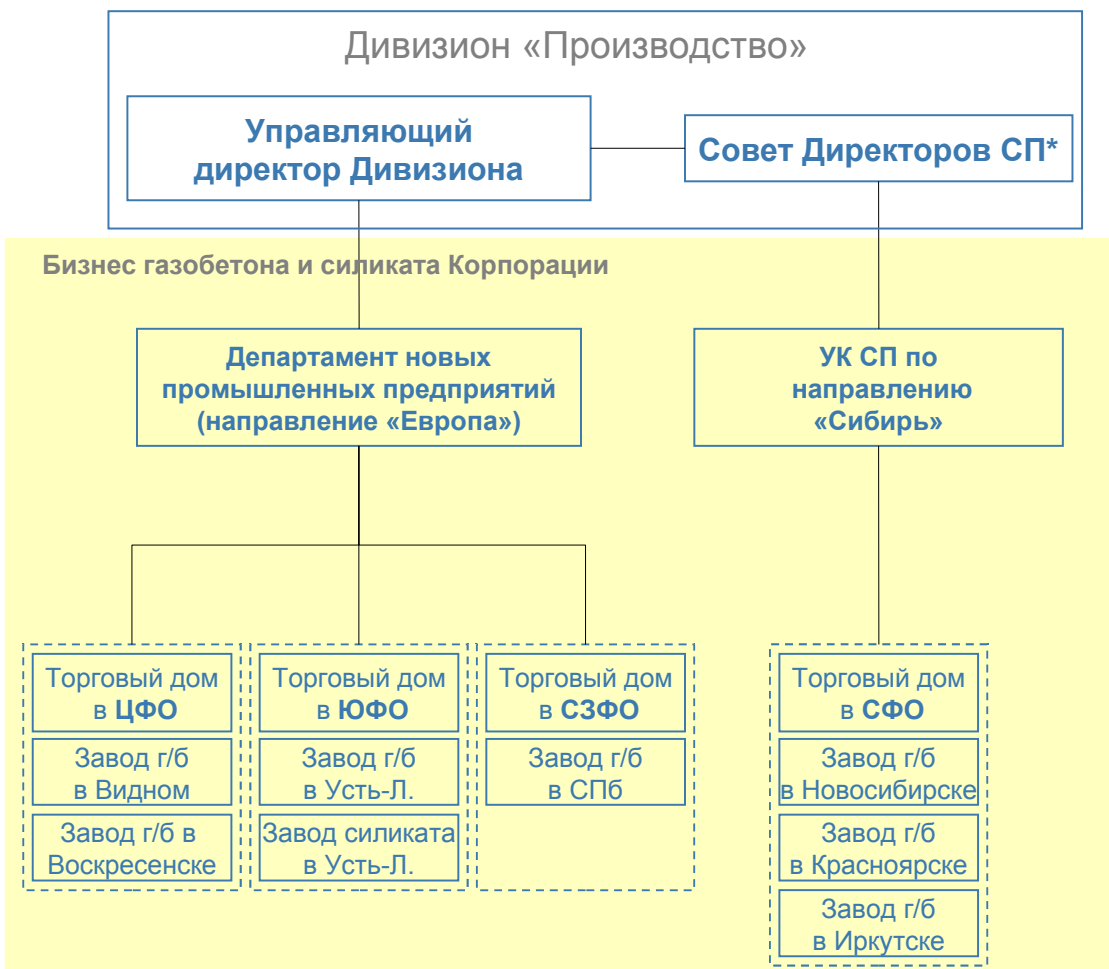 Дивизион «Производство»
Управляющий
директор Дивизиона
Совет Директоров СП*
Бизнес газобетона и силиката Корпорации
Департамент новых
промышленных предприятий
(направление «Европа»)
УК СП по
направлению
«Сибирь»
Торговый дом
в ЦФО
Завод г/б
в Видном
Завод г/б в
Воскресенске
Торговый дом
в ЮФО
Завод г/б
в Усть-Л.
Завод силиката
в Усть-Л.
Торговый дом
в СЗФО
Завод г/б
в СПб
Торговый дом
в СФО
Завод г/б
в Новосибирске
Завод г/б
в Красноярске
Завод г/б
в Иркутске